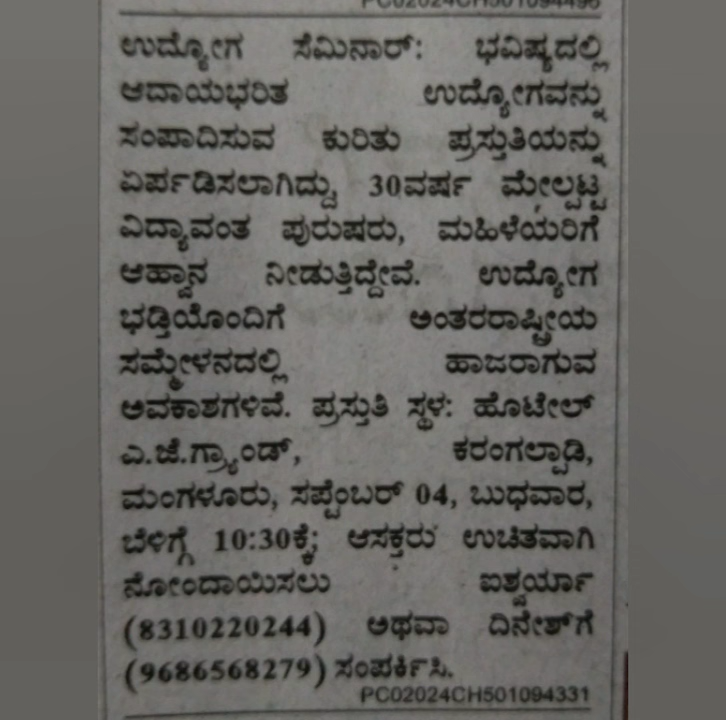 PC02024CH501094496
ಉದ್ಯೋಗ ಸೆಮಿನಾರ್: ಭವಿಷ್ಯದಲ್ಲಿ
ಆದಾಯಭರಿತ ಉದ್ಯೋಗವನ್ನು
ಸಂಪಾದಿಸುವ ಕುರಿತು ಪ್ರಸ್ತುತಿಯನ್ನು
ಏರ್ಪಡಿಸಲಾಗಿದ್ದು, 30ವರ್ಷ ಮೇಲ್ಪಟ್ಟ
ವಿದ್ಯಾವಂತ ಪುರುಷರು, ಮಹಿಳೆಯರಿಗೆ
ಆಹ್ವಾನ ನೀಡುತ್ತಿದ್ದೇವೆ. ಉದ್ಯೋಗ
ಭಡ್ತಿಯೊಂದಿಗೆ ಅಂತರರಾಷ್ಟ್ರೀಯ
ಸಮ್ಮೇಳನದಲ್ಲಿ ಹಾಜರಾಗುವ
ಅವಕಾಶಗಳಿವೆ. ಪ್ರಸ್ತುತಿ ಸ್ಥಳ: ಹೊಟೇಲ್
ಎ.ಜೆ.ಗ್ರ್ಯಾಂಡ್, ಕರಂಗಲ್ಪಾಡಿ,
ಮಂಗಳೂರು, ಸಪ್ಟೆಂಬರ್ 04, ಬುಧವಾರ,
ಬೆಳಿಗ್ಗೆ 10:30ಕ್ಕೆ; ಆಸಕ್ತರು ಉಚಿತವಾಗಿ
ನೋಂದಾಯಿಸಲು ಐಶ್ವರ್ಯಾ
(8310220244) ಅಥವಾ ದಿನೇಶ್‌ಗೆ
(9686568279) ಸಂಪರ್ಕಿಸಿ.
PC02024CH501094331